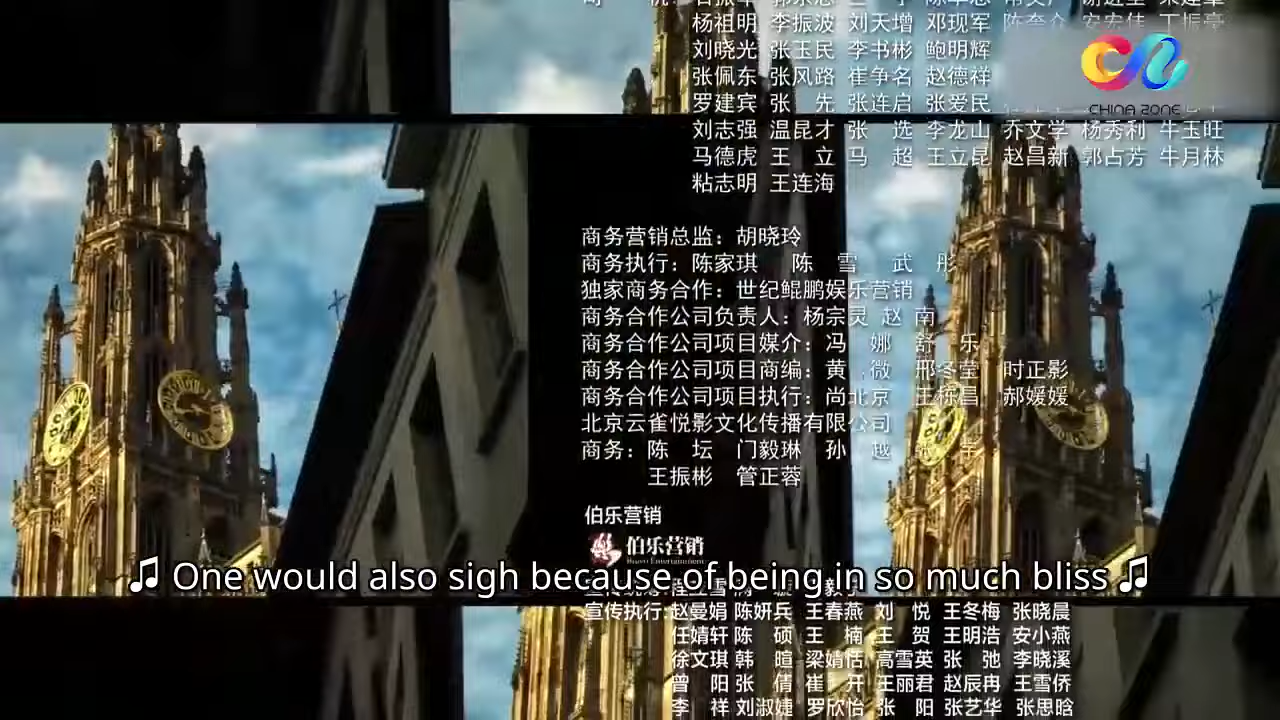 杨祖明 李振波 刘天增 邓现军 陈奎介 安宏佳 丁振豪
刘晓光 张玉民 李书彬 鲍明辉
张佩东 张风路 崔争名 赵德祥
罗建宾 张 先 张连启 张爱民
CHINA ZONE
刘志强 温昆才 张 选 李龙山 乔文学 杨秀利 牛玉旺
马德虎 王 立 马 超 王立昆 赵昌新 郭占芳 牛月林
粘志明 王连海
商务营销总监：胡晓玲
商务执行：陈家琪 陈 雪 武 彤
独家商务合作：世纪鲲鹏娱乐营销
商务合作公司负责人：杨宗灵 赵 南
商务合作公司项目媒介：冯 娜 舒 乐
商务合作公司项目商编：黄 微 邢冬莹 时正影
商务合作公司项目执行：尚北京 王栋昌 郝媛媛
北京云雀悦影文化传播有限公司
商务：陈 坛 门毅琳 孙 越
王振彬 管正蓉
伯乐营销
伯乐营销
♫ One would also sigh because of being in so much bliss ♫
宣传执行:赵曼娟 陈妍兵 王春燕 刘 悦 王冬梅 张晓晨
任婧轩 陈 硕 王 楠 王 贺 王明浩 安小燕
徐文琪 韩 暄 梁婧恬 高雪英 张 弛 李晓溪
曾 阳 张 倩 崔 开 王丽君 赵辰冉 王雪侨
李 祥 刘淑婕 罗欣怡 张 阳 张艺华 张思晗